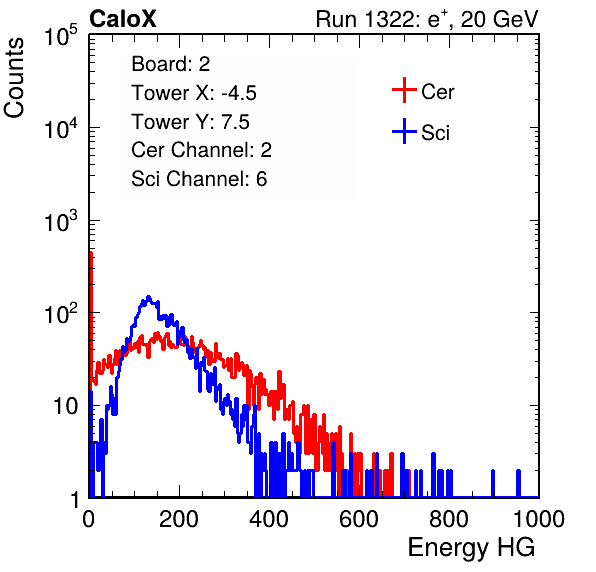 CaloX Run 1322: e⁺, 20 GeV
Counts
Board: 2
Tower X: -4.5
Tower Y: 7.5
Cer Channel: 2
Sci Channel: 6
Cer
Sci
10⁵
10⁴
10³
10²
10
1
0 200 400 600 800 1000
Energy HG